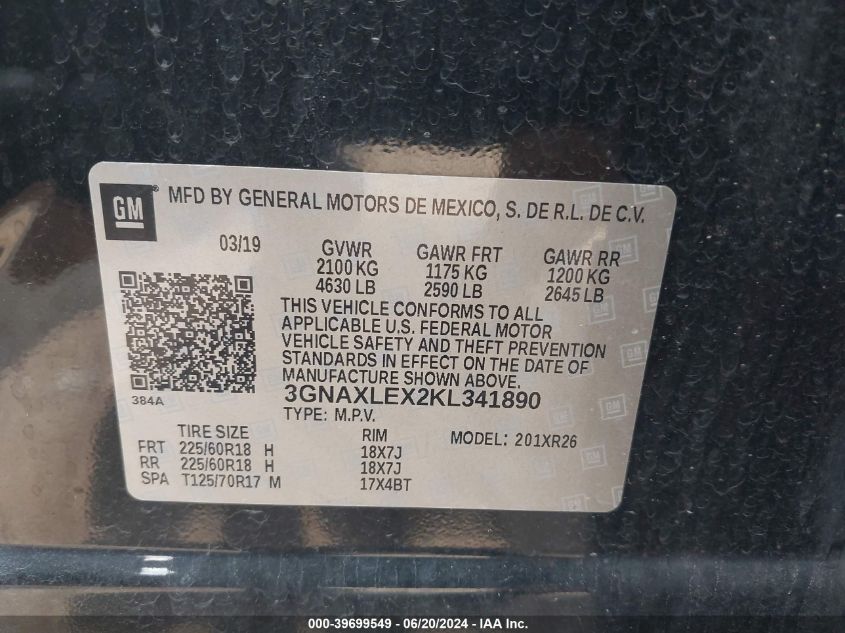 GM
MFD BY GENERAL MOTORS DE MEXICO, S. DE R.L. DE C.V.
03/19 GVWR GAWR FRT GAWR RR
2100 KG 1175 KG 1200 KG
4630 LB 2590 LB 2645 LB
THIS VEHICLE CONFORMS TO ALL
APPLICABLE U.S. FEDERAL MOTOR
VEHICLE SAFETY AND THEFT PREVENTION
STANDARDS IN EFFECT ON THE DATE OF
MANUFACTURE SHOWN ABOVE.
384A
3GNAXLEX2KL341890
TYPE: M.P.V.
TIRE SIZE RIM MODEL: 201XR26
FRT 225/60R18 H 18X7J
RR 225/60R18 H 18X7J
SPA T125/70R17 M 17X4BT
000-39699549 - 06/20/2024 - IAA Inc.